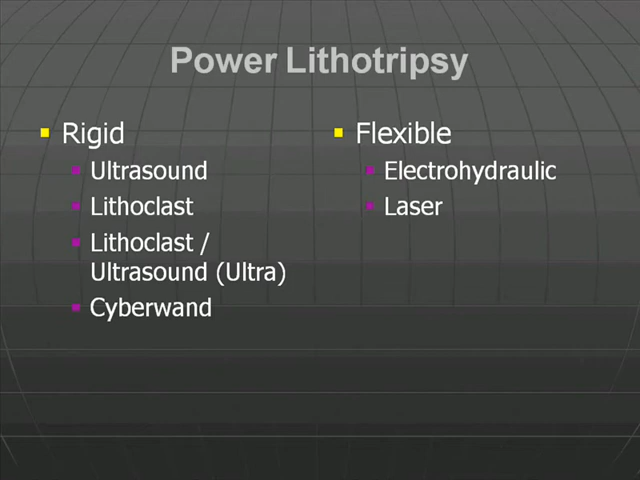 Power Lithotripsy
Rigid
Ultrasound
Lithoclast
Lithoclast /
Ultrasound (Ultra)
Cyberwand
Flexible
Electrohydraulic
Laser